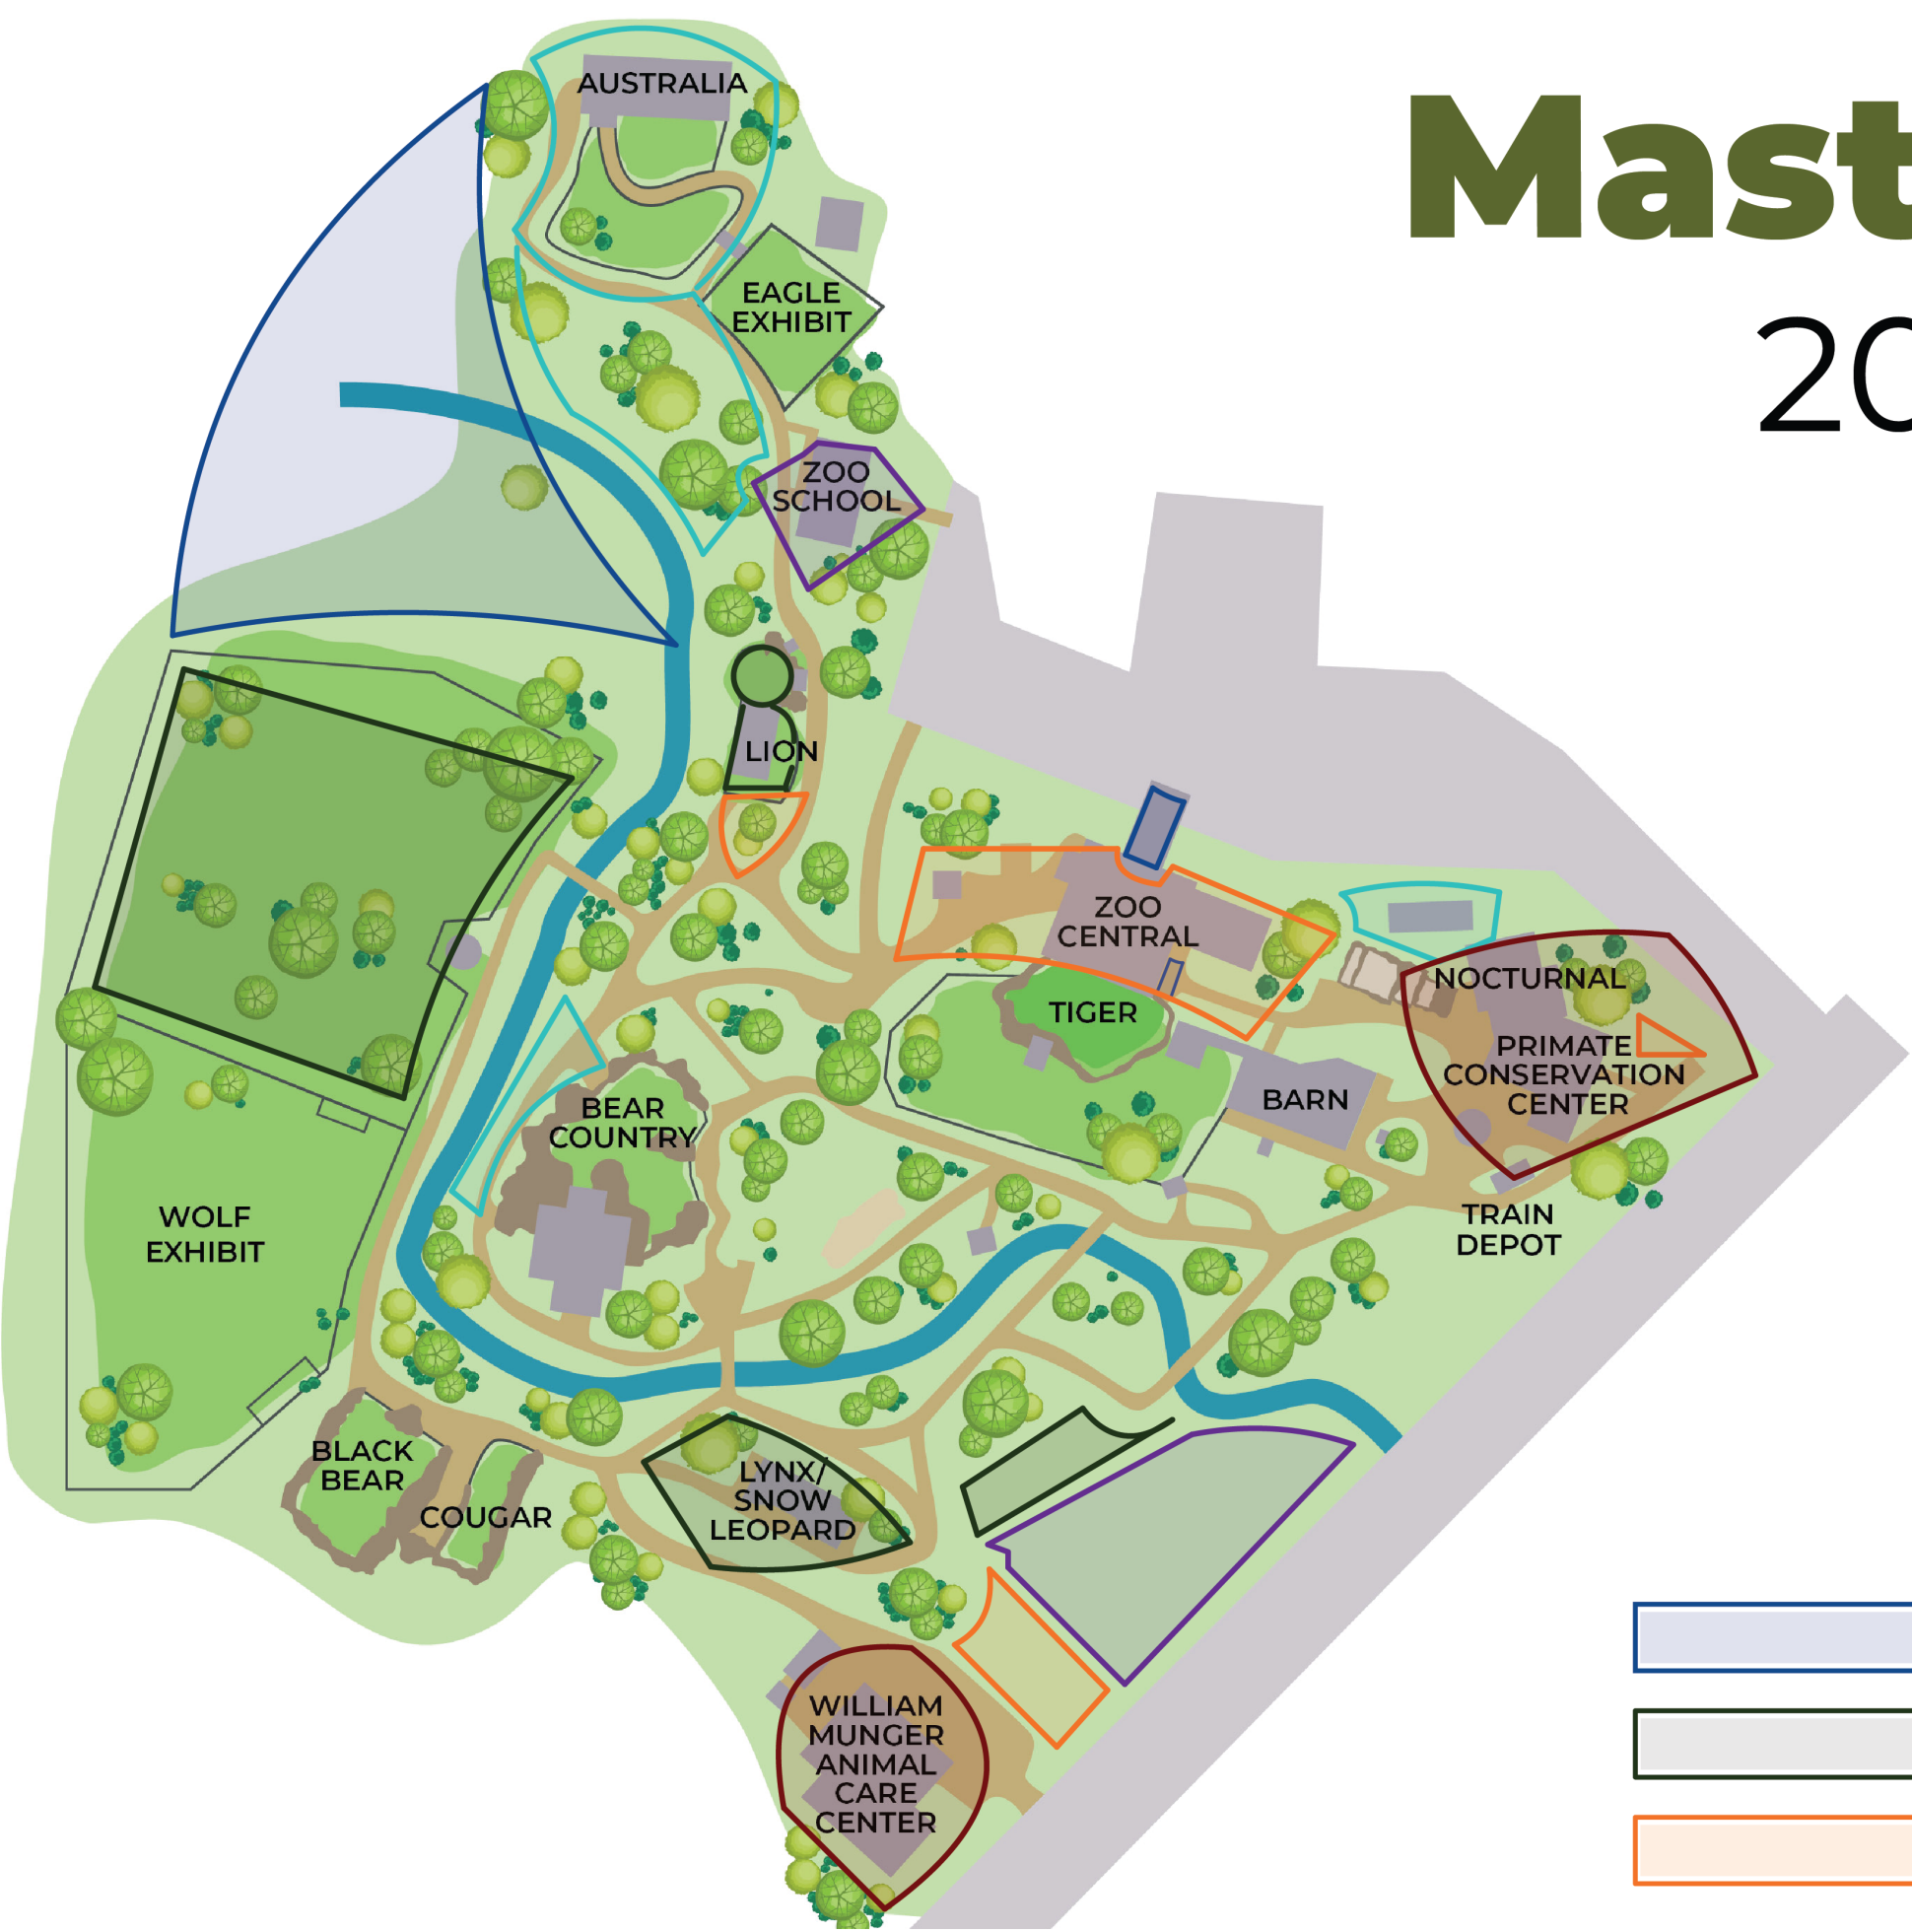 Mast
20
AUSTRALIA
EAGLE
EXHIBIT
ZOO
SCHOOL
LION
ZOO
CENTRAL
NOCTURNAL
TIGER
PRIMATE
CONSERVATION
CENTER
BARN
BEAR
COUNTRY
WOLF
EXHIBIT
TRAIN
DEPOT
BLACK
BEAR
COUGAR
LYNX/
SNOW
LEOPARD
WILLIAM
MUNGER
ANIMAL
CARE
CENTER